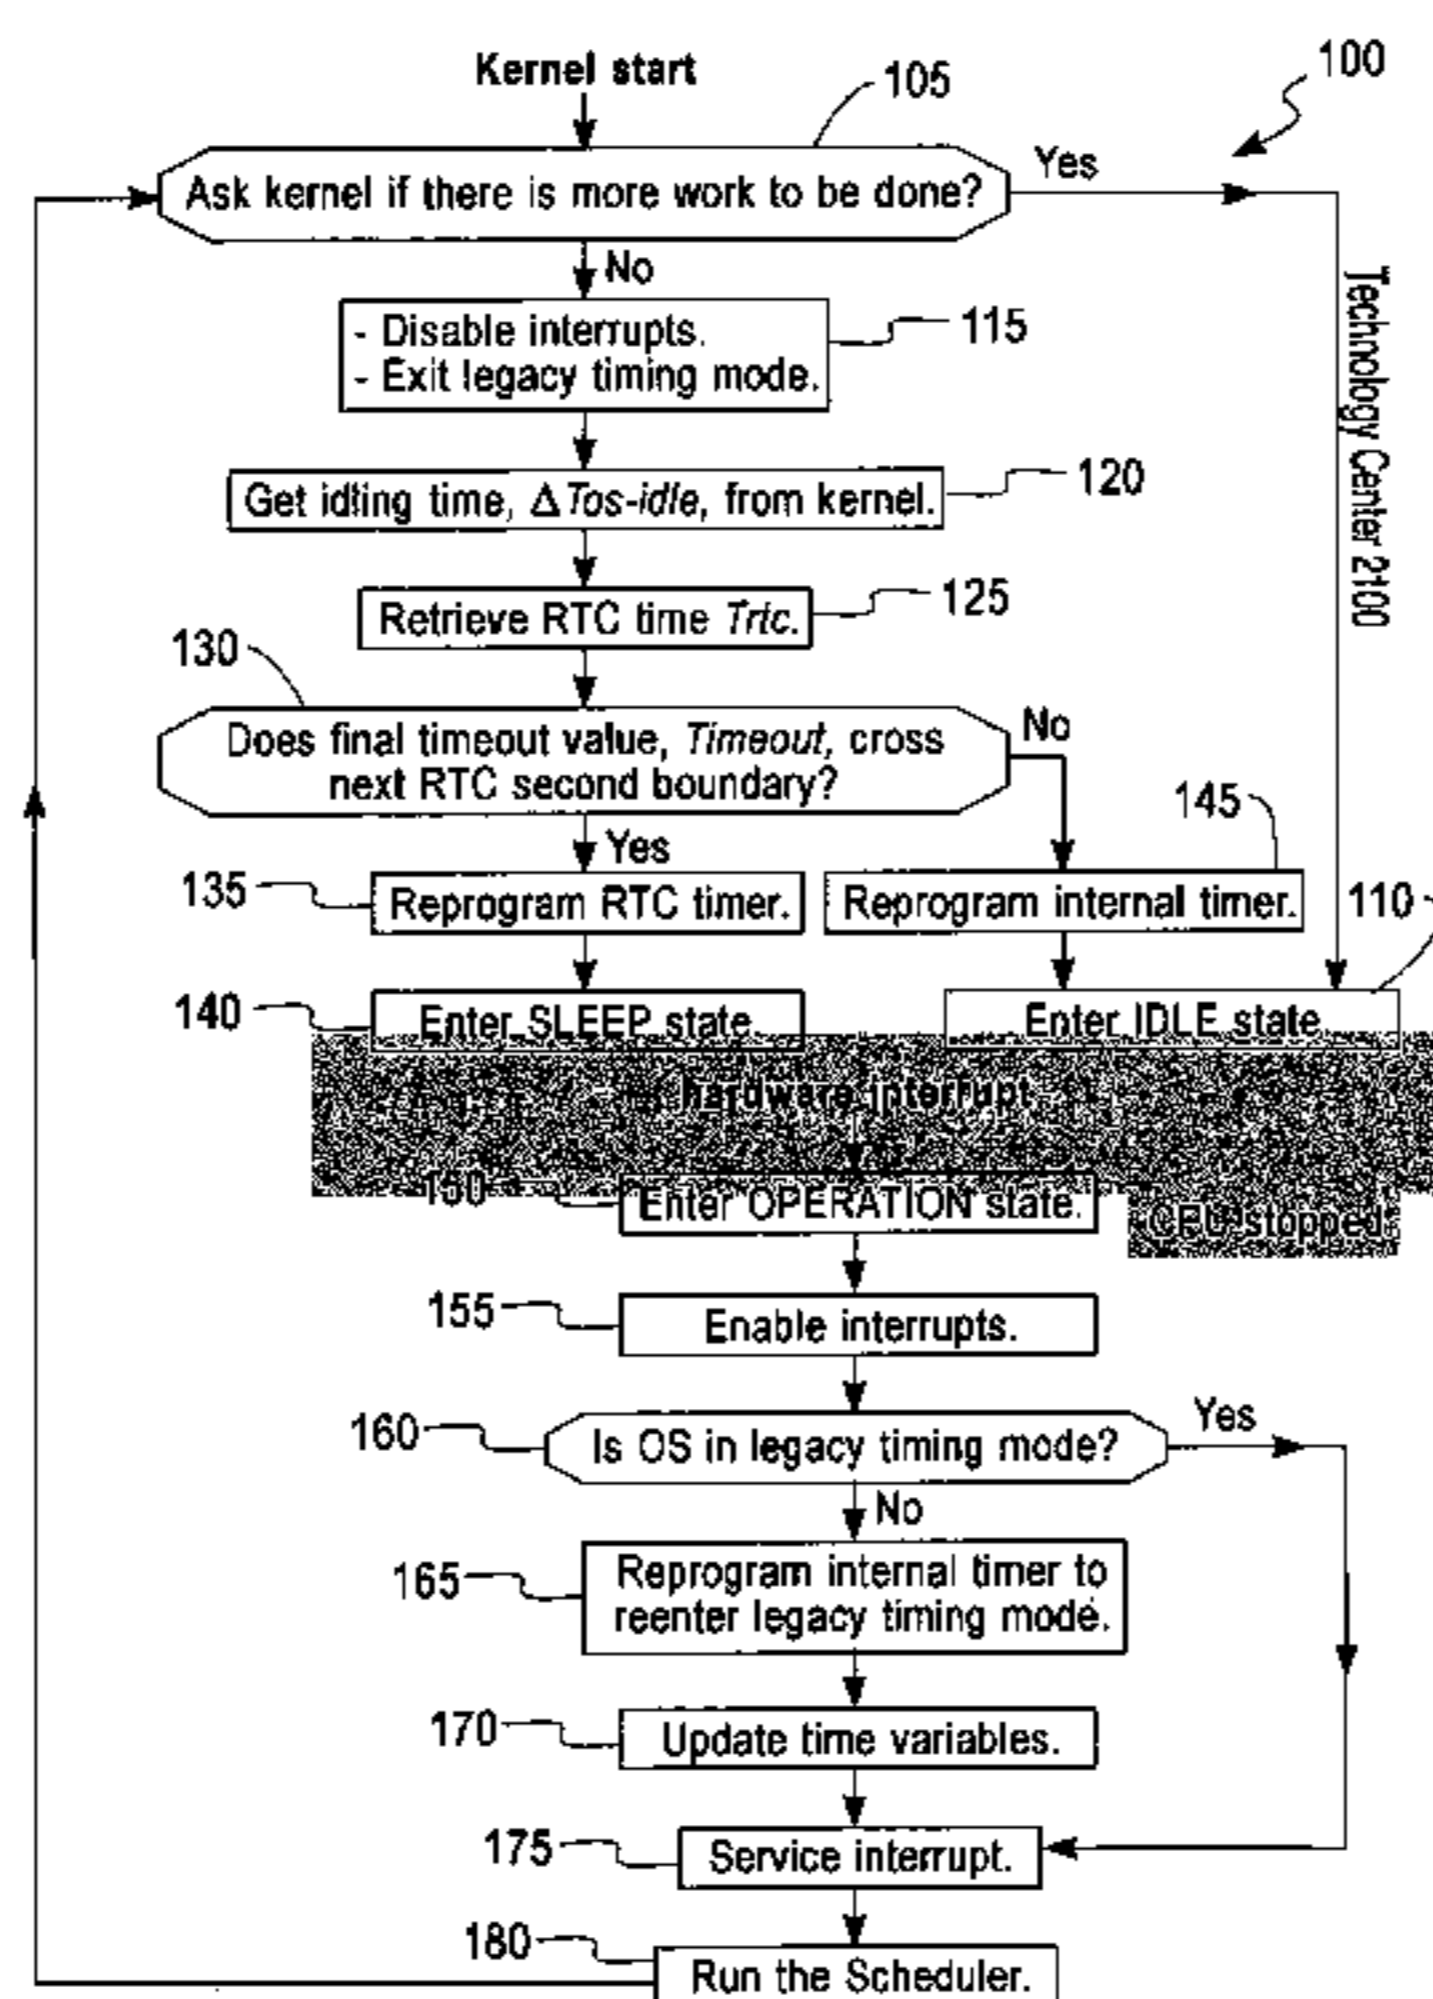 Kernel start
105
100
Ask kernel if there is more work to be done?
Yes
No
- Disable interrupts.
- Exit legacy timing mode.
115
Technology Center 2100
Get idling time, ΔTos-idle, from kernel.
120
Retrieve RTC time Trtc.
125
130
Does final timeout value, Timeout, cross
next RTC second boundary?
No
Yes
145
135
Reprogram RTC timer.
Reprogram internal timer.
110
140
Enter SLEEP state.
Enter IDLE state
hardware interrupt
150
Enter OPERATION state.
CPU stopped
155
Enable interrupts.
160
Is OS in legacy timing mode?
Yes
No
165
Reprogram internal timer to
reenter legacy timing mode.
170
Update time variables.
175
Service interrupt.
180
Run the Scheduler.